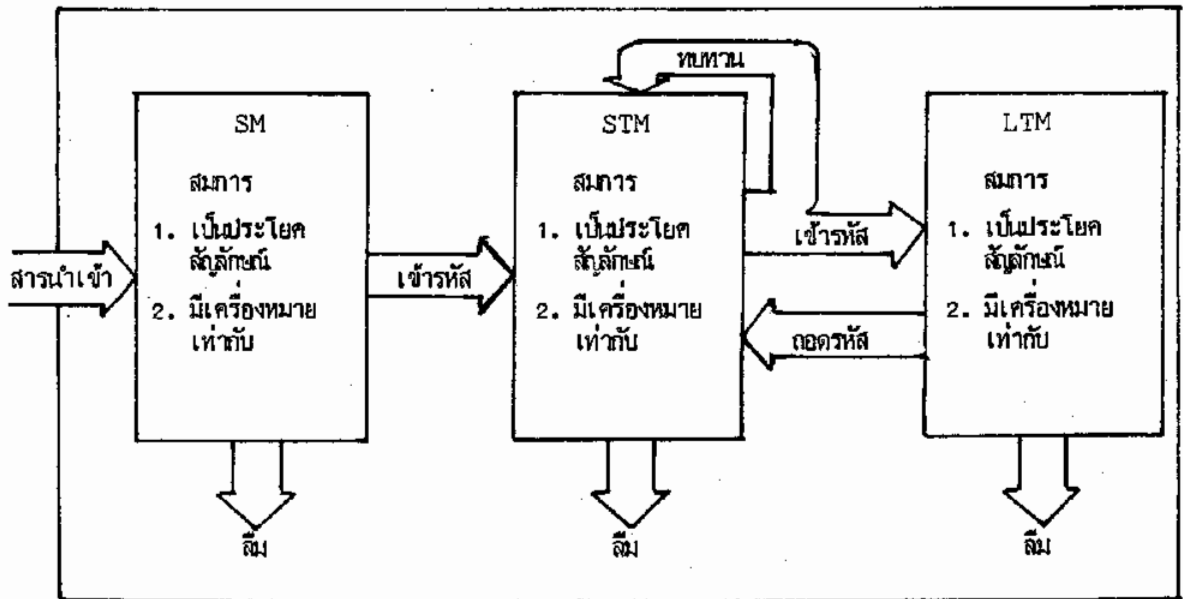 ทบทวน
SM
สมการ
1. เป็นประโยค
สัญลักษณ์
2. มีเครื่องหมาย
เท่ากับ
STM
สมการ
1. เป็นประโยค
สัญลักษณ์
2. มีเครื่องหมาย
เท่ากับ
LTM
สมการ
1. เป็นประโยค
สัญลักษณ์
2. มีเครื่องหมาย
เท่ากับ
สารนำเข้า
เข้ารหัส
เข้ารหัส
ถอดรหัส
ลืม
ลืม
ลืม